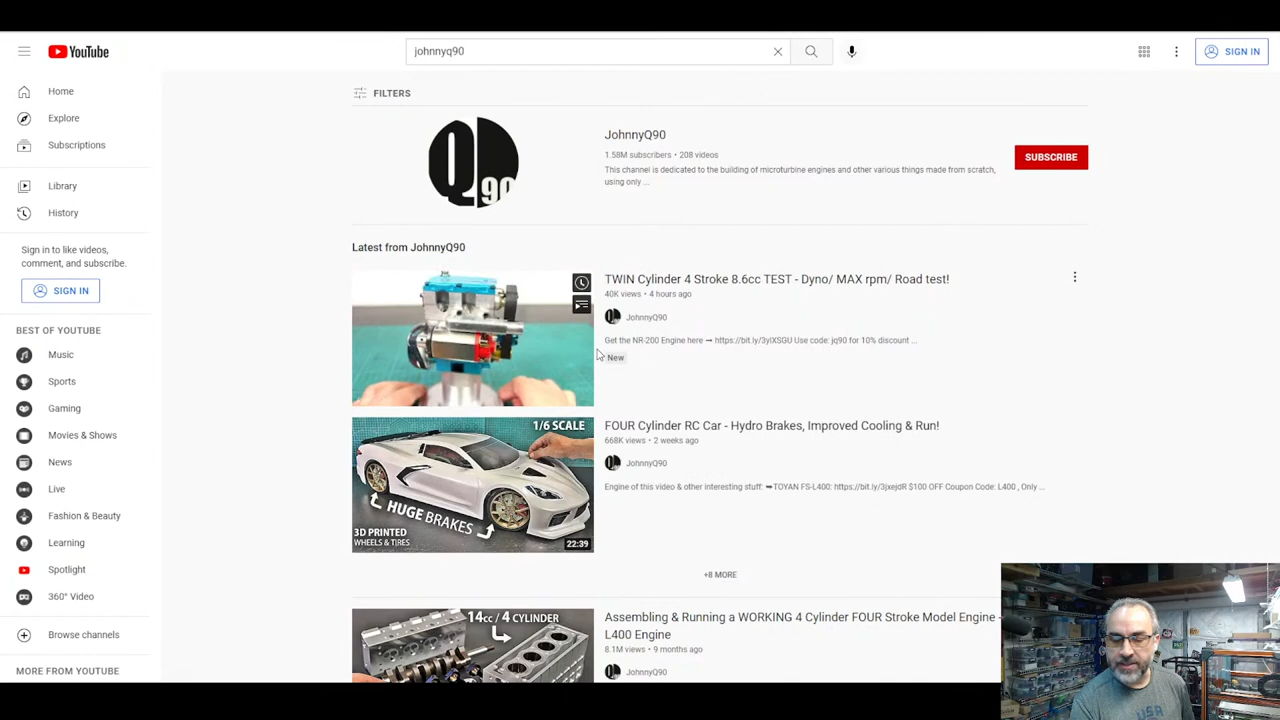 YouTube
johnnyq90
SIGN IN
Home
Explore
Subscriptions
Library
History
Sign in to like videos,
comment, and subscribe.
SIGN IN
BEST OF YOUTUBE
Music
Sports
Gaming
Movies & Shows
News
Live
Fashion & Beauty
Learning
Spotlight
360° Video
Browse channels
MORE FROM YOUTUBE
FILTERS
Q90
JohnnyQ90
1.58M subscribers • 208 videos
This channel is dedicated to the building of microturbine engines and other various things made from scratch,
using only ...
SUBSCRIBE
Latest from JohnnyQ90
TWIN Cylinder 4 Stroke 8.6cc TEST - Dyno/ MAX rpm/ Road test!
40K views • 4 hours ago
JohnnyQ90
Get the NR-200 Engine here ➞ https://bit.ly/3ylXSGU Use code: jq90 for 10% discount ...
New
1/6 SCALE
HUGE BRAKES
3D PRINTED
WHEELS & TIRES
22:39
FOUR Cylinder RC Car - Hydro Brakes, Improved Cooling & Run!
668K views • 2 weeks ago
JohnnyQ90
Engine of this video & other interesting stuff: ➡TOYAN FS-L400: https://bit.ly/3jxejdR $100 OFF Coupon Code: L400 , Only ...
+8 MORE
14cc / 4 CYLINDER
Assembling & Running a WORKING 4 Cylinder FOUR Stroke Model Engine -
L400 Engine
8.1M views • 9 months ago
JohnnyQ90